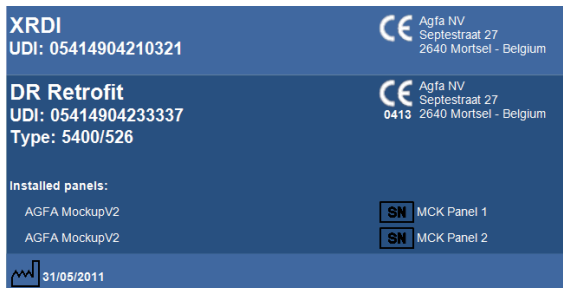 XRDI
UDI: 05414904210321
CE Agfa NV
Septestraat 27
2640 Mortsel - Belgium
DR Retrofit
UDI: 05414904233337
Type: 5400/526
CE Agfa NV
Septestraat 27
0413 2640 Mortsel - Belgium
Installed panels:
AGFA MockupV2 SN MCK Panel 1
AGFA MockupV2 SN MCK Panel 2
31/05/2011